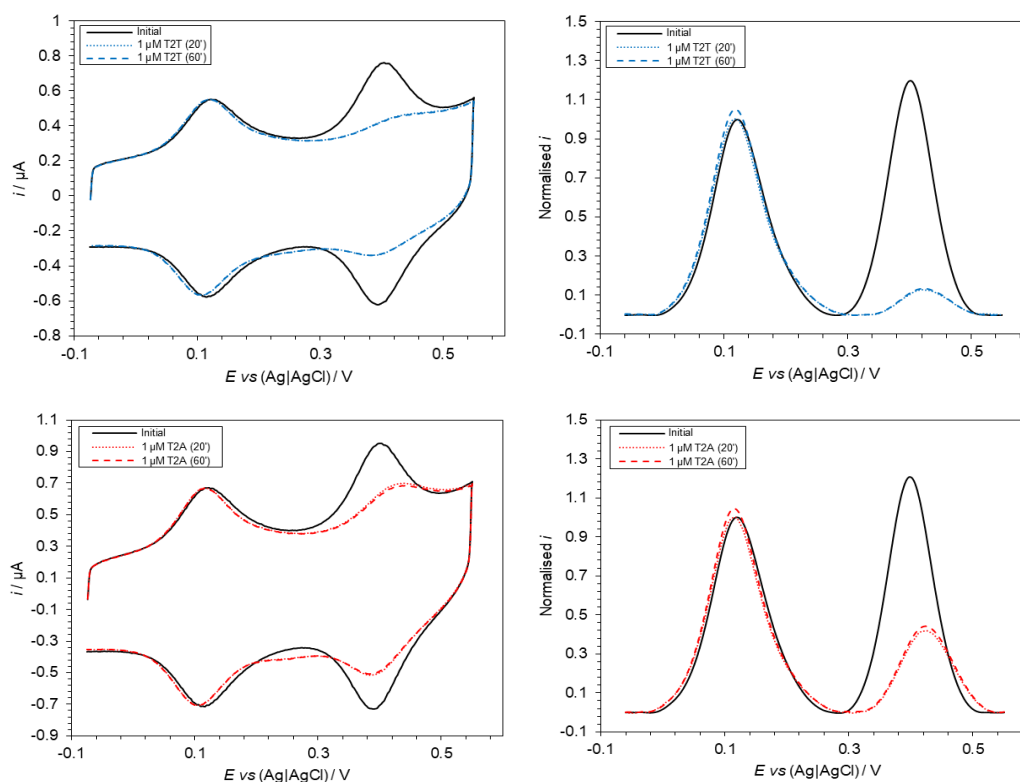 1
0.8
0.6
0.4
0.2
0
-0.2
-0.4
-0.6
-0.8
i / µA
Initial
1 µM T2T (20')
1 µM T2T (60')
-0.1
0.1
0.3
0.5
E vs (Ag|AgCl) / V
1.5
1.3
1.1
0.9
0.7
0.5
0.3
0.1
-0.1
Normalised i
Initial
1 µM T2T (20')
1 µM T2T (60')
-0.1
0.1
0.3
0.5
E vs (Ag|AgCl) / V
1.1
0.9
0.7
0.5
0.3
0.1
-0.1
-0.3
-0.5
-0.7
-0.9
i / µA
Initial
1 µM T2A (20')
1 µM T2A (60')
-0.1
0.1
0.3
0.5
E vs (Ag|AgCl) / V
1.5
1.3
1.1
0.9
0.7
0.5
0.3
0.1
-0.1
Normalised i
Initial
1 µM T2A (20')
1 µM T2A (60')
-0.1
0.1
0.3
0.5
E vs (Ag|AgCl) / V